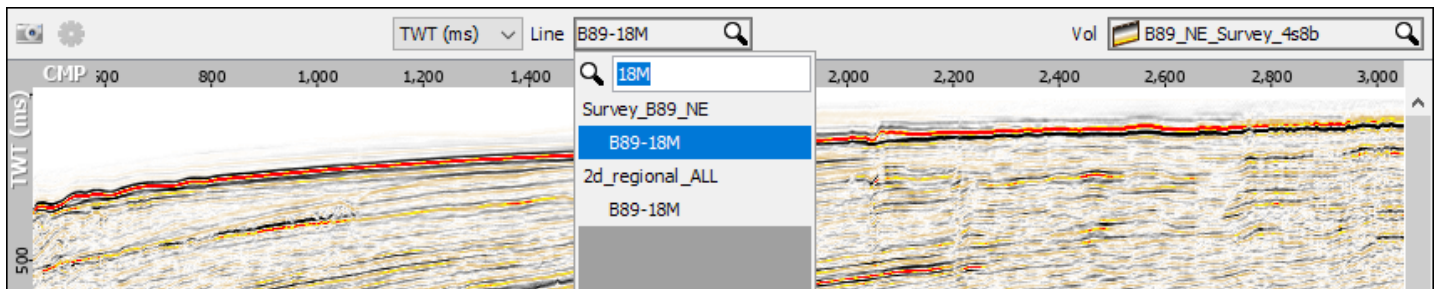 TWT (ms) Line B89-18M Vol B89_NE_Survey_4s8b
CMP 600 800 1,000 1,200 1,400 2,000 2,200 2,400 2,600 2,800 3,000
18M
Survey_B89_NE
B89-18M
2d_regional_ALL
B89-18M
TWT (ms)
500